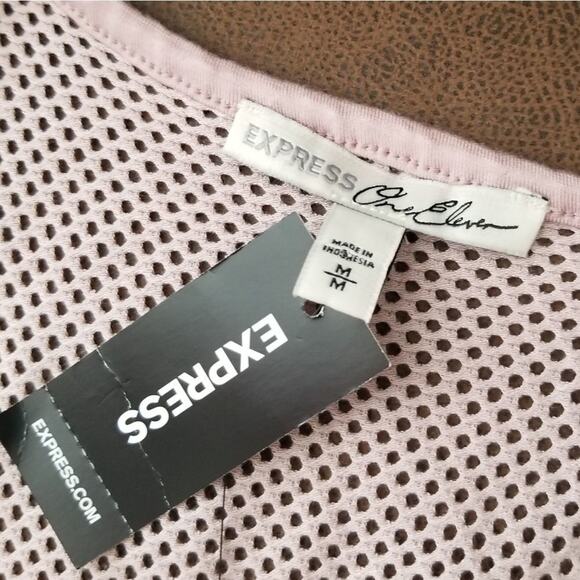 EXPRESS One Eleven
MADE IN
INDONESIA
M
M
EXPRESS
EXPRESS.COM